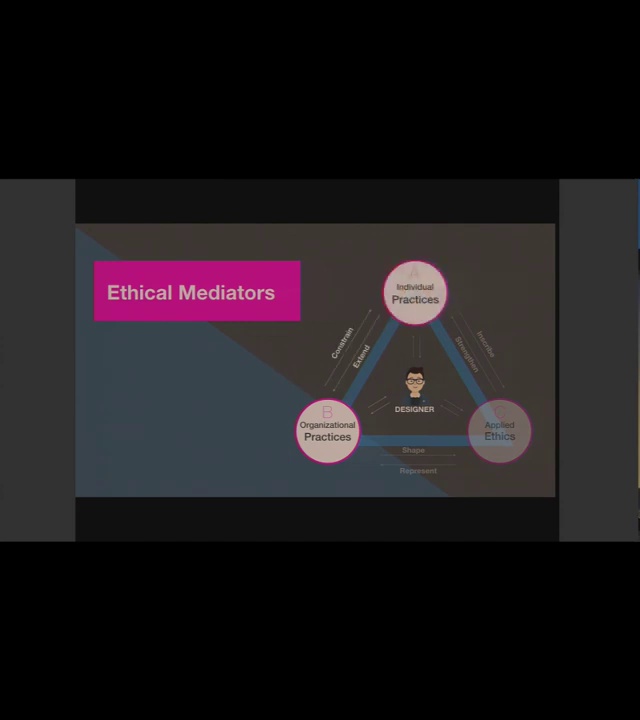 Ethical Mediators
A
Individual
Practices
Constrain
Extend
Inscribe
Strengthen
DESIGNER
B
Organizational
Practices
C
Applied
Ethics
Shape
Represent